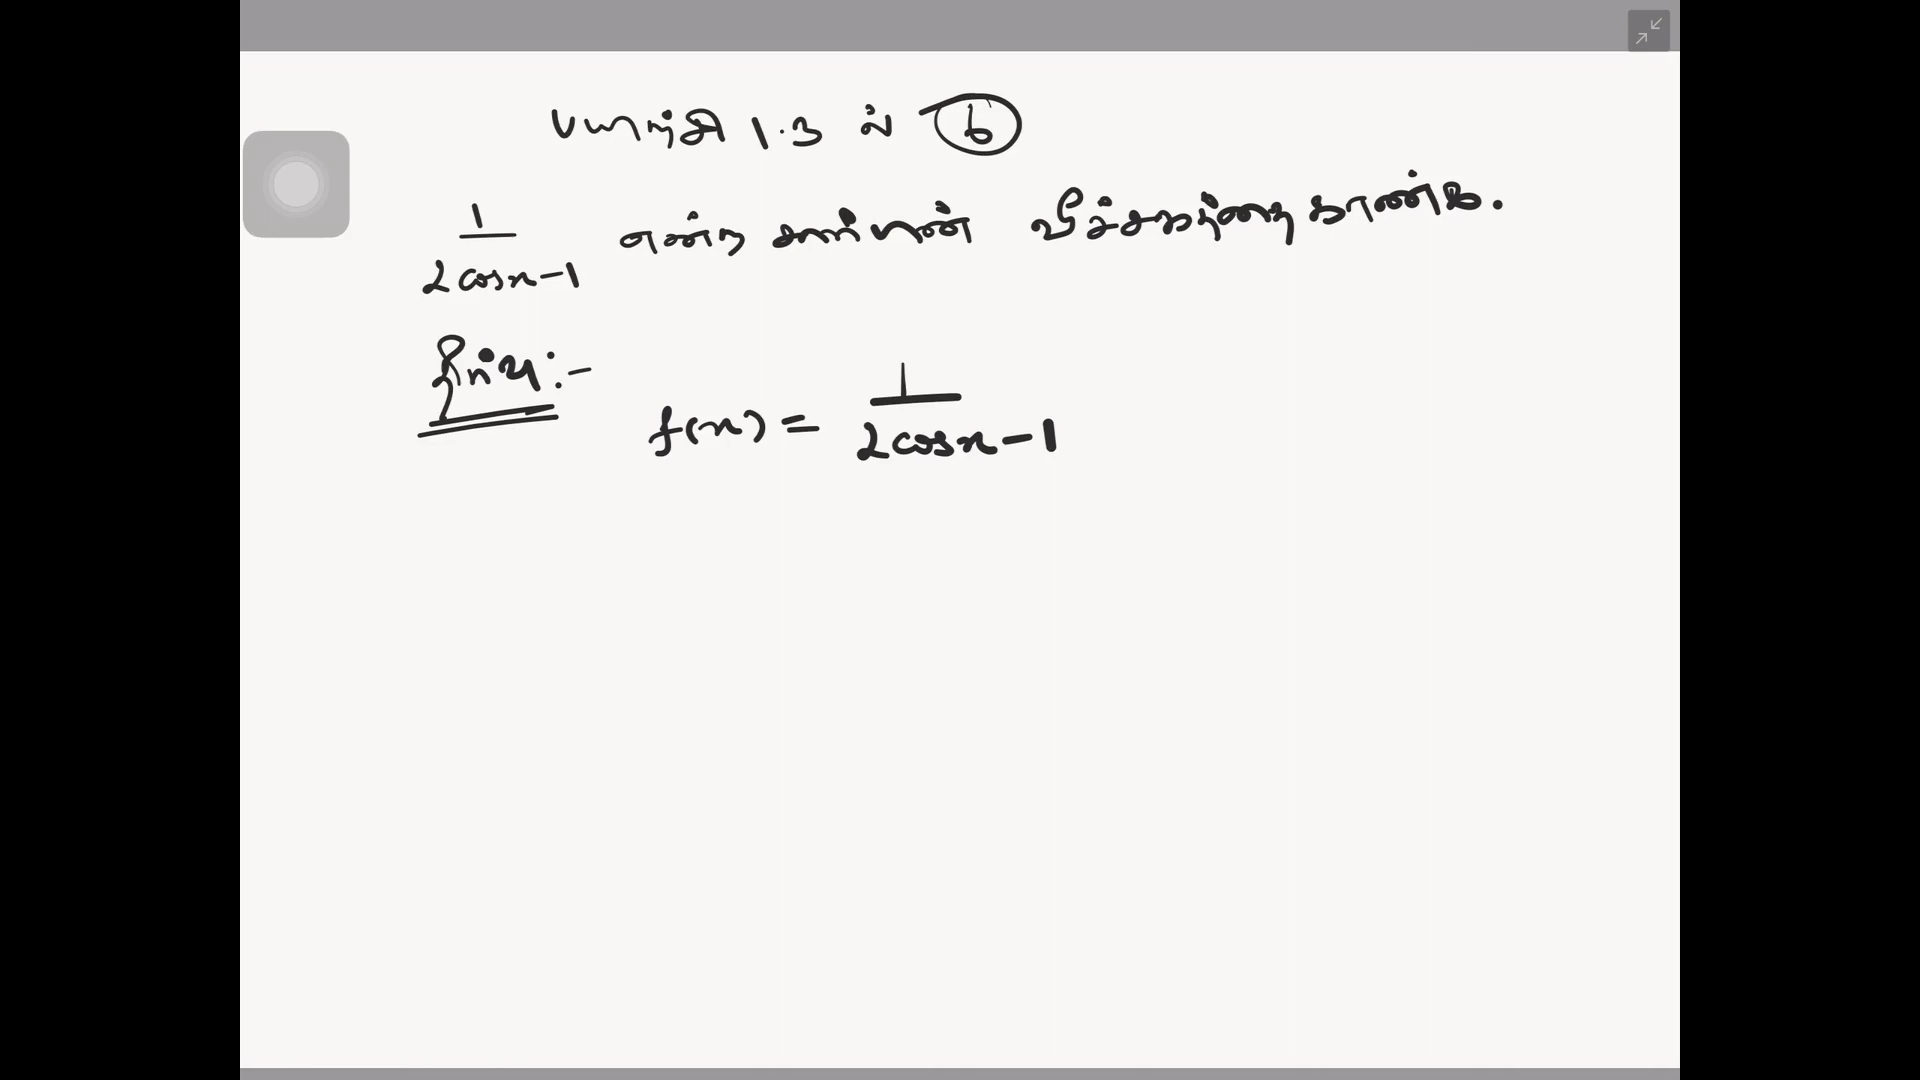 பயிற்சி 1.3 ல் 6
1/(2cosx-1) என்ற சார்பின் வீச்சகத்தை காண்க.
தீர்வு:-
f(x) = 1/(2cosx-1)